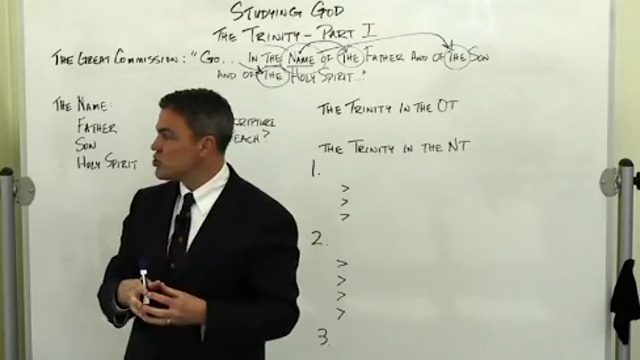 STUDYING GOD
THE TRINITY - PART I
THE GREAT COMMISSION: "GO... IN THE NAME OF THE FATHER AND OF THE SON
AND OF THE HOLY SPIRIT..."
THE NAME:
FATHER
SON
HOLY SPIRIT
EACH?
THE TRINITY IN THE OT
THE TRINITY IN THE NT
1.
>
>
>
2.
>
>
>
>
3.